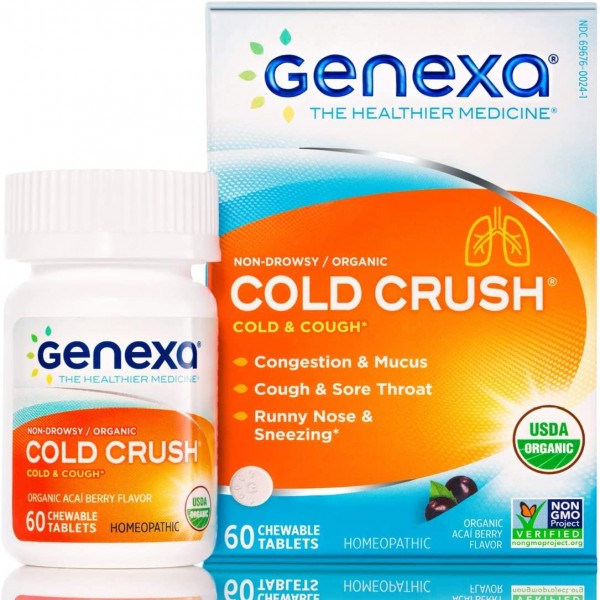 genexa®
THE HEALTHIER MEDICINE®
NDC 69676-0024-1
NON-DROWSY / ORGANIC
COLD CRUSH®
COLD & COUGH*
Congestion & Mucus
Cough & Sore Throat
Runny Nose &
Sneezing*
USDA
ORGANIC
60 CHEWABLE
TABLETS
HOMEOPATHIC
ORGANIC
ACAÍ BERRY
FLAVOR
NON
GMO
Project
VERIFIED
nongmoproject.org
genexa®
THE HEALTHIER MEDICINE®
NON-DROWSY / ORGANIC
COLD CRUSH®
COLD & COUGH*
ORGANIC ACAÍ BERRY FLAVOR
USDA
ORGANIC
60 CHEWABLE
TABLETS
HOMEOPATHIC